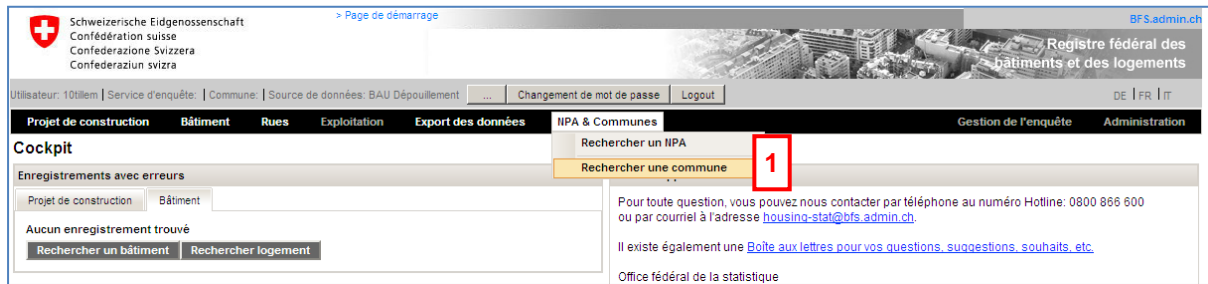 Schweizerische Eidgenossenschaft
Confédération suisse
Confederazione Svizzera
Confederaziun svizra
> Page de démarrage
BFS.admin.ch
Registre fédéral des
bâtiments et des logements
Utilisateur: 10tillem | Service d'enquête: | Commune: | Source de données: BAU Dépouillement ... Changement de mot de passe Logout DE | FR | IT
Projet de construction Bâtiment Rues Exploitation Export des données NPA & Communes Gestion de l'enquête Administration
Rechercher un NPA
Rechercher une commune
1
Cockpit
Enregistrements avec erreurs
Projet de construction Bâtiment
Aucun enregistrement trouvé
Rechercher un bâtiment Rechercher logement
Pour toute question, vous pouvez nous contacter par téléphone au numéro Hotline: 0800 866 600
ou par courriel à l'adresse housing-stat@bfs.admin.ch.
Il existe également une Boîte aux lettres pour vos questions, suggestions, souhaits, etc.
Office fédéral de la statistique